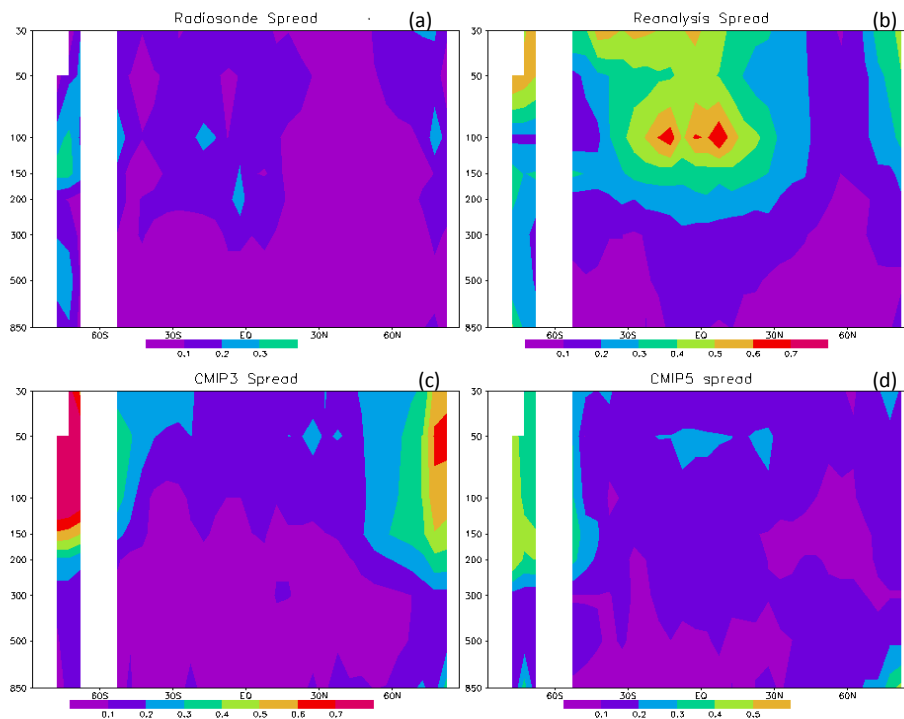 Radiosonde Spread (a)
30
50
100
150
200
300
500
850
60S 30S EQ 30N 60N
0.1 0.2 0.3
Reanalysis Spread (b)
30
50
100
150
200
300
500
850
60S 30S EQ 30N 60N
0.1 0.2 0.3 0.4 0.5 0.6 0.7
CMIP3 Spread (c)
30
50
100
150
200
300
500
850
60S 30S EQ 30N 60N
0.1 0.2 0.3 0.4 0.5 0.6 0.7
CMIP5 spread (d)
30
50
100
150
200
300
500
850
60S 30S EQ 30N 60N
0.1 0.2 0.3 0.4 0.5